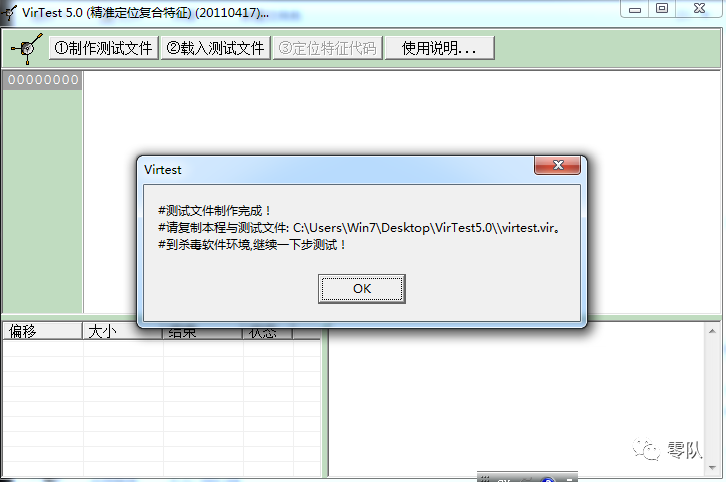 VirTest 5.0 (精准定位复合特征) (20110417)...
①制作测试文件 ②载入测试文件 ③定位特征代码 使用说明...
00000000
Virtest
#测试文件制作完成！
#请复制本程与测试文件: C:\Users\Win7\Desktop\VirTest5.0\\virtest.vir。
#到杀毒软件环境,继续一下步测试！
OK
偏移 大小 结束 状态
零队